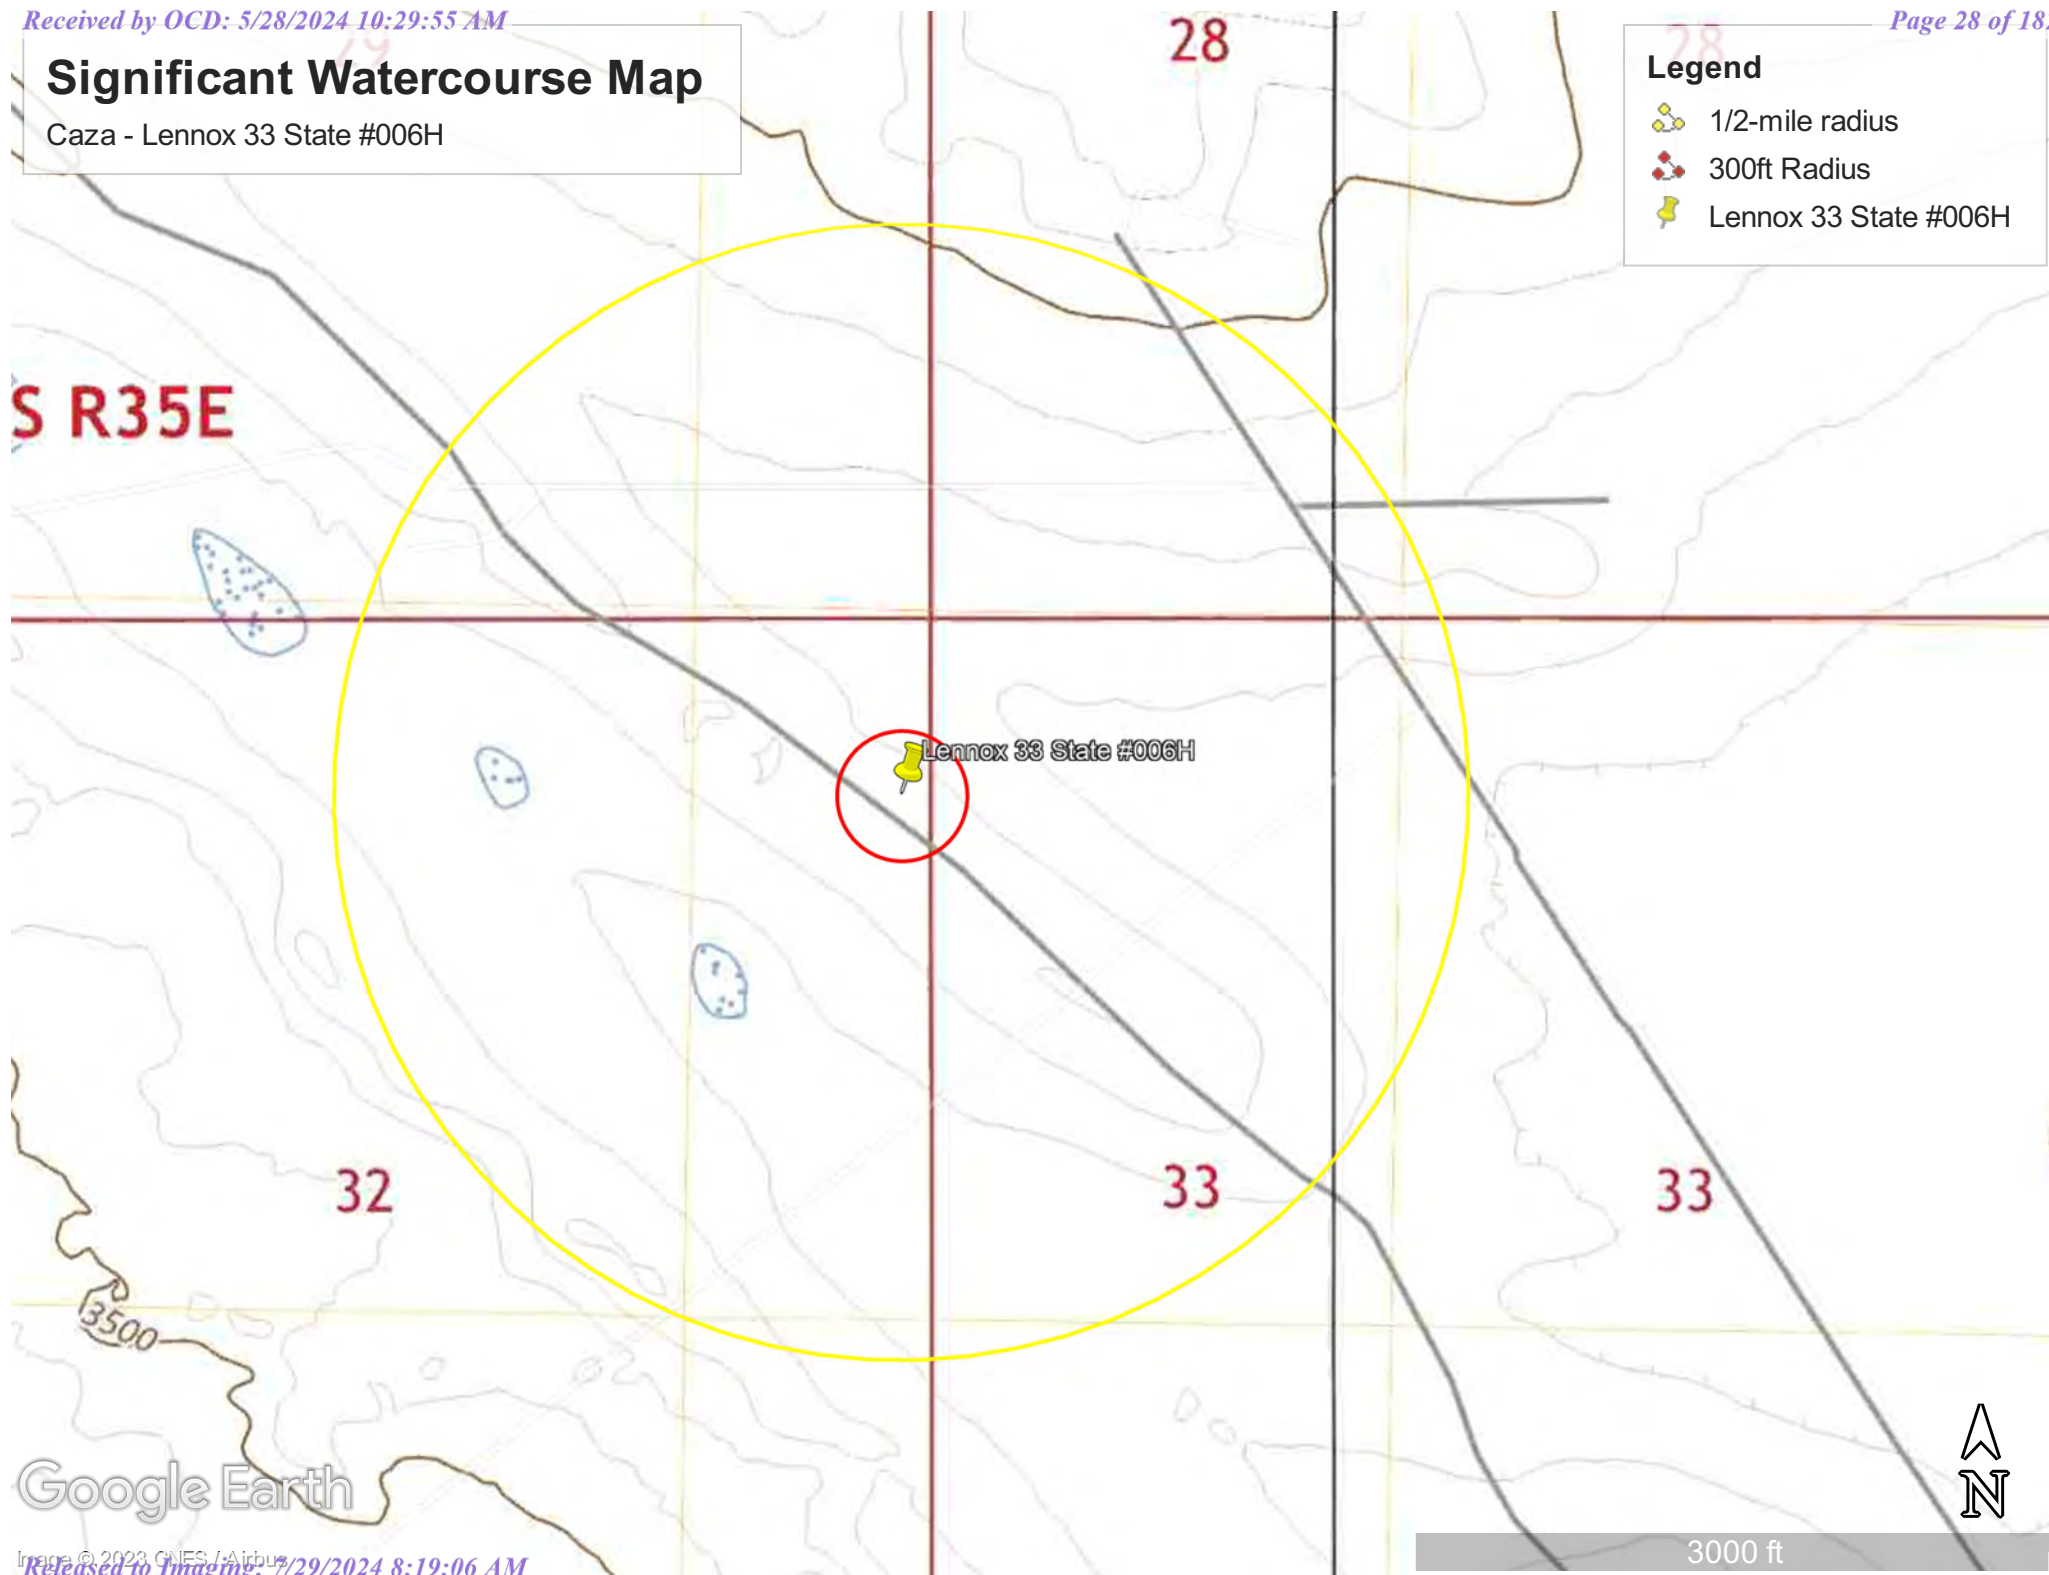 Received by OCD: 5/28/2024 10:29:55 AM
Page 28 of 18
29
28
28
Significant Watercourse Map
Caza - Lennox 33 State #006H
Legend
1/2-mile radius
300ft Radius
Lennox 33 State #006H
S R35E
Lennox 33 State #006H
32
33
33
3500
Google Earth
N
3000 ft
Image © 2023 CNES / Airbus
Released to Imaging: 7/29/2024 8:19:06 AM